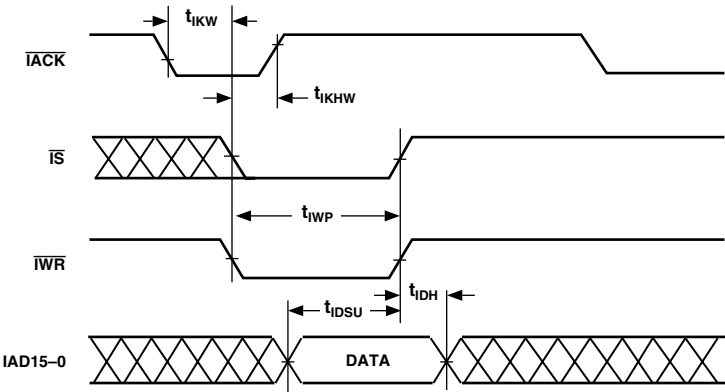 tIKW
IACK
tIKHW
IS
tIWP
IWR
tIDH
tIDSU
IAD15–0
DATA